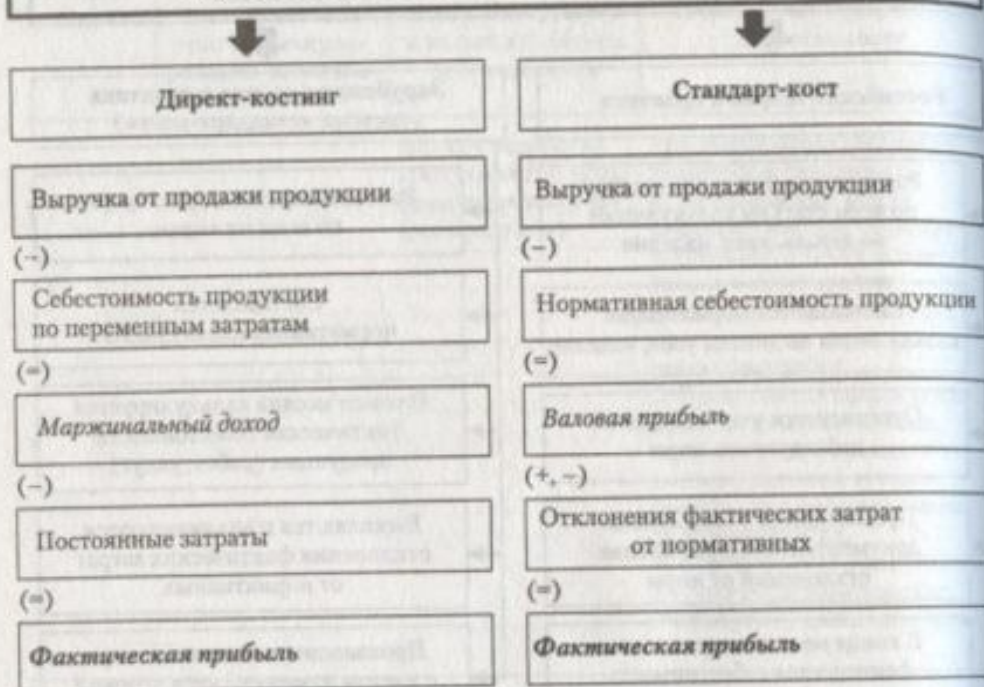 Директ-костинг
Выручка от продажи продукции
(−)
Себестоимость продукции
по переменным затратам
(=)
Маржинальный доход
(−)
Постоянные затраты
(=)
Фактическая прибыль
Стандарт-кост
Выручка от продажи продукции
(−)
Нормативная себестоимость продукции
(=)
Валовая прибыль
(+, −)
Отклонения фактических затрат
от нормативных
(=)
Фактическая прибыль